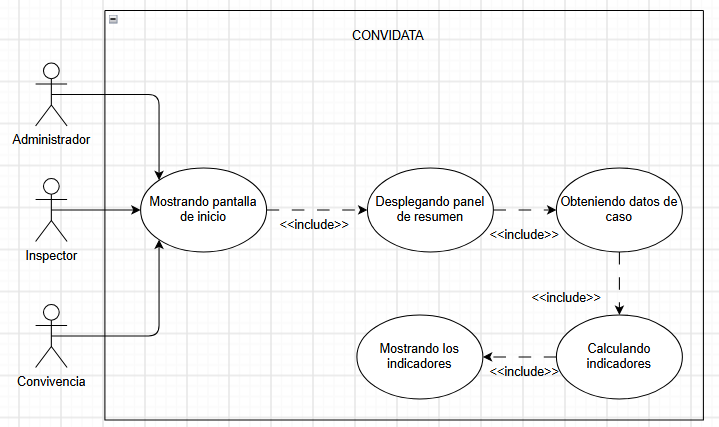 CONVIDATA
Administrador
Mostrando pantalla
de inicio
Desplegando panel
de resumen
Obteniendo datos de
caso
<<include>>
<<include>>
Inspector
<<include>>
Convivencia
Mostrando los
indicadores
Calculando
indicadores
<<include>>